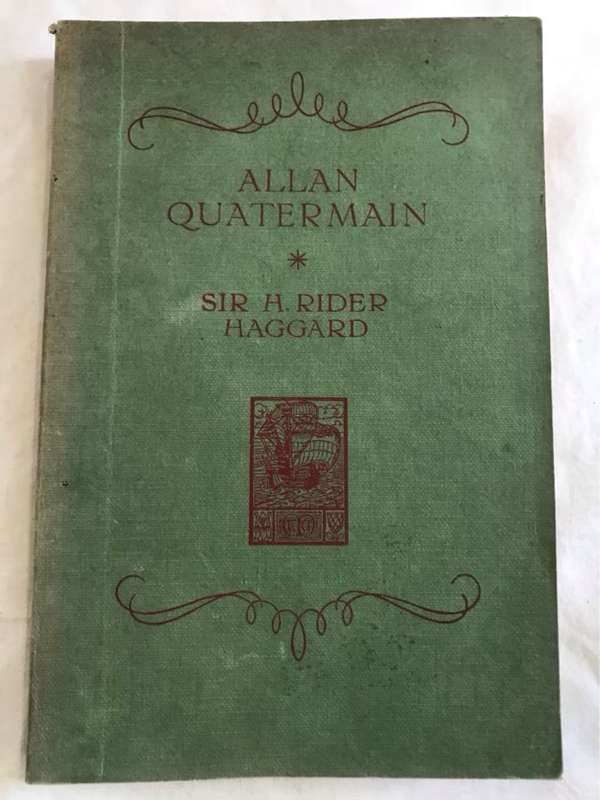 ALLAN
QUATERMAIN
SIR H. RIDER
HAGGARD